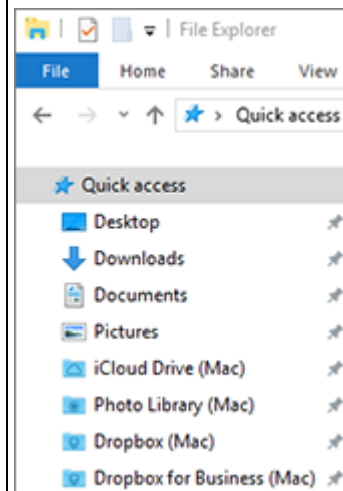 File Explorer
File Home Share View
Quick access
Quick access
Desktop
Downloads
Documents
Pictures
iCloud Drive (Mac)
Photo Library (Mac)
Dropbox (Mac)
Dropbox for Business (Mac)